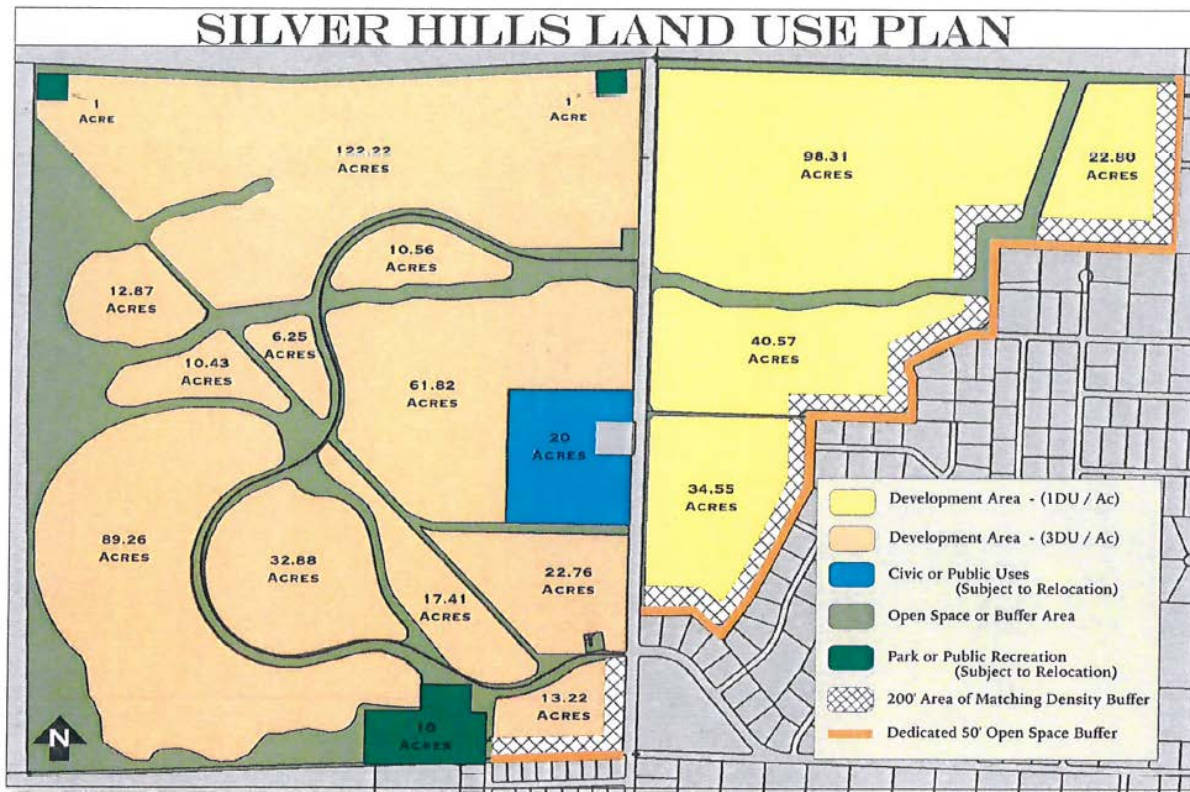 SILVER HILLS LAND USE PLAN
1
ACRE
1
ACRE
122.22
ACRES
98.31
ACRES
22.80
ACRES
10.56
ACRES
12.87
ACRES
6.25
ACRES
10.43
ACRES
61.82
ACRES
40.57
ACRES
20
ACRES
34.55
ACRES
89.26
ACRES
32.88
ACRES
22.76
ACRES
17.41
ACRES
13.22
ACRES
10
ACRES
N
Development Area - (1DU / Ac)
Development Area - (3DU / Ac)
Civic or Public Uses
(Subject to Relocation)
Open Space or Buffer Area
Park or Public Recreation
(Subject to Relocation)
200' Area of Matching Density Buffer
Dedicated 50' Open Space Buffer